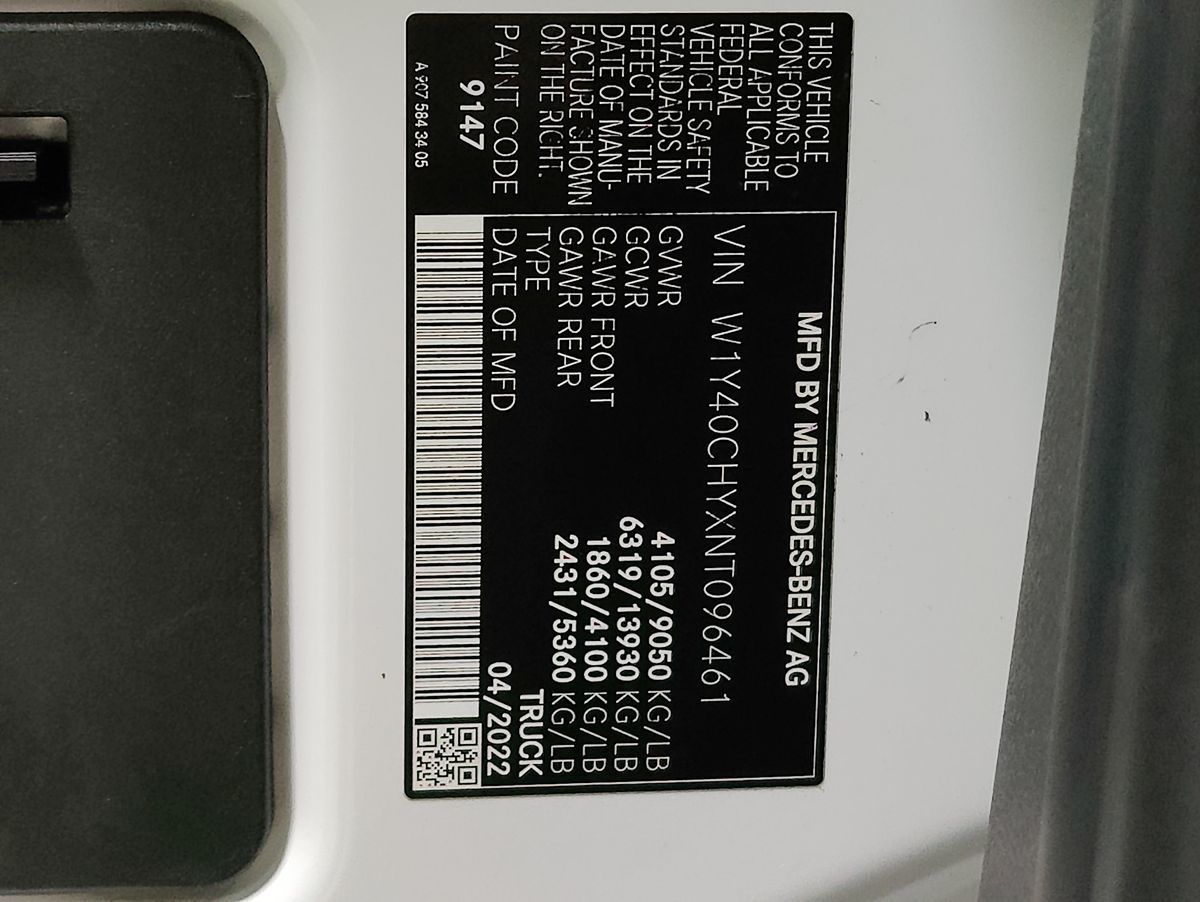 MFD BY MERCEDES-BENZ AG
THIS VEHICLE
CONFORMS TO
ALL APPLICABLE
FEDERAL
VEHICLE SAFETY
STANDARDS IN
EFFECT ON THE
DATE OF MANU-
FACTURE SHOWN
ON THE RIGHT.
PAINT CODE
9147
A 907 584 34 05
VIN W1Y40CHYXNT096461
GVWR 4105/9050 KG/LB
GCWR 6319/13930 KG/LB
GAWR FRONT 1860/4100 KG/LB
GAWR REAR 2431/5360 KG/LB
TYPE TRUCK
DATE OF MFD 04/2022